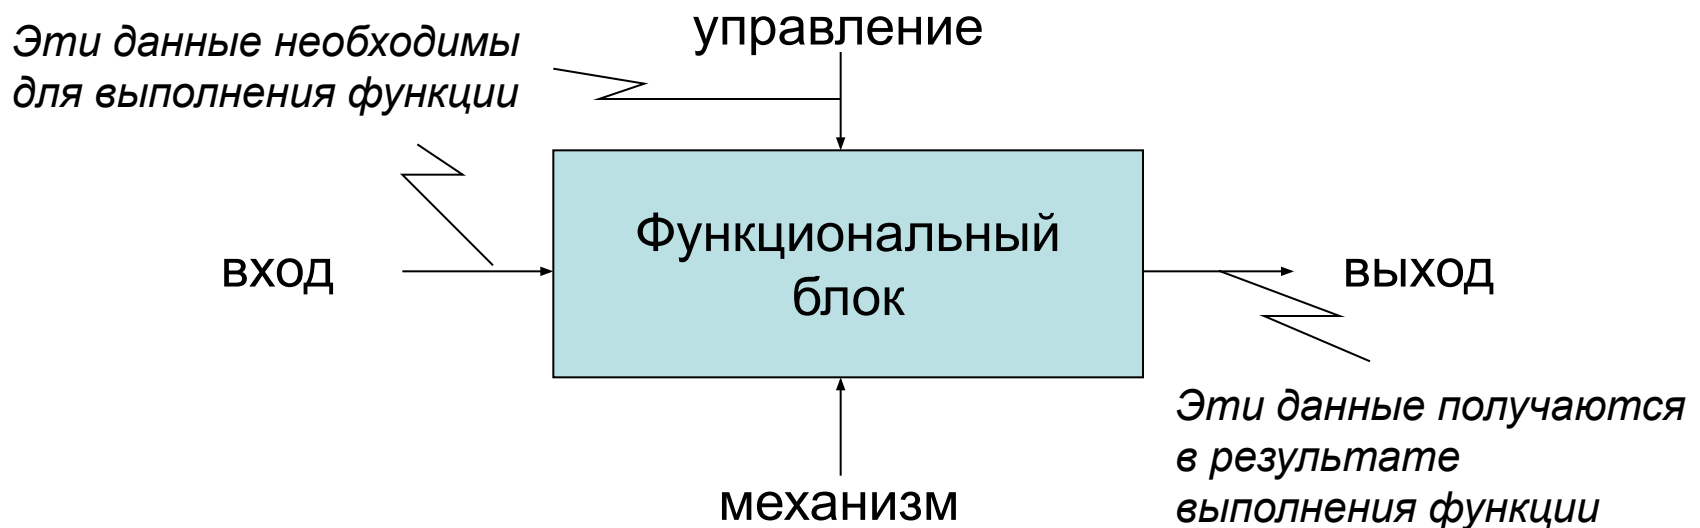 управление
Эти данные необходимы
для выполнения функции
Функциональный
блок
вход
выход
Эти данные получаются
в результате
выполнения функции
механизм